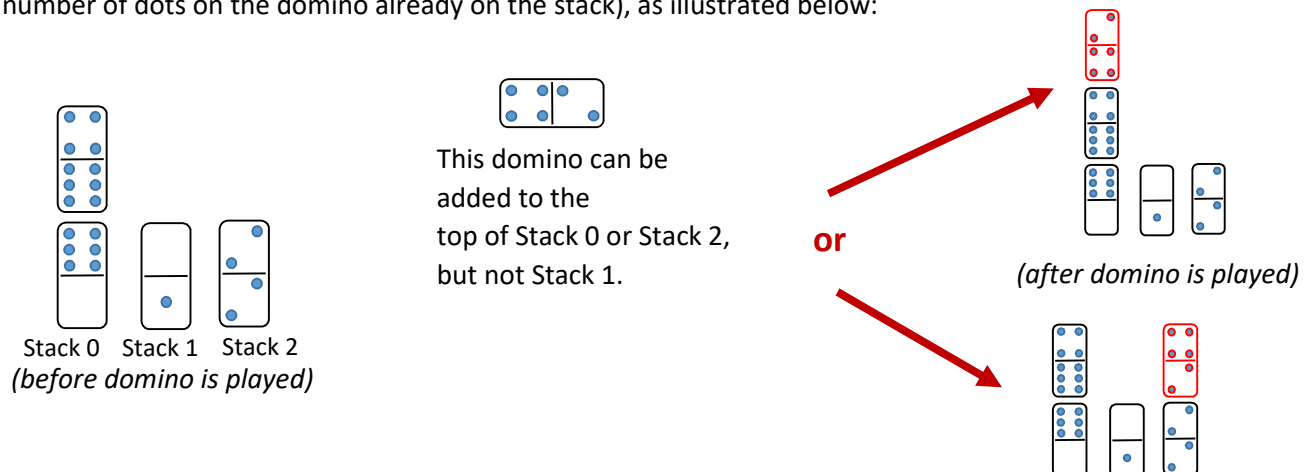 number of dots on the domino already on the stack), as illustrated below:
This domino can be
added to the
top of Stack 0 or Stack 2,
but not Stack 1.
or
(after domino is played)
Stack 0 Stack 1 Stack 2
(before domino is played)